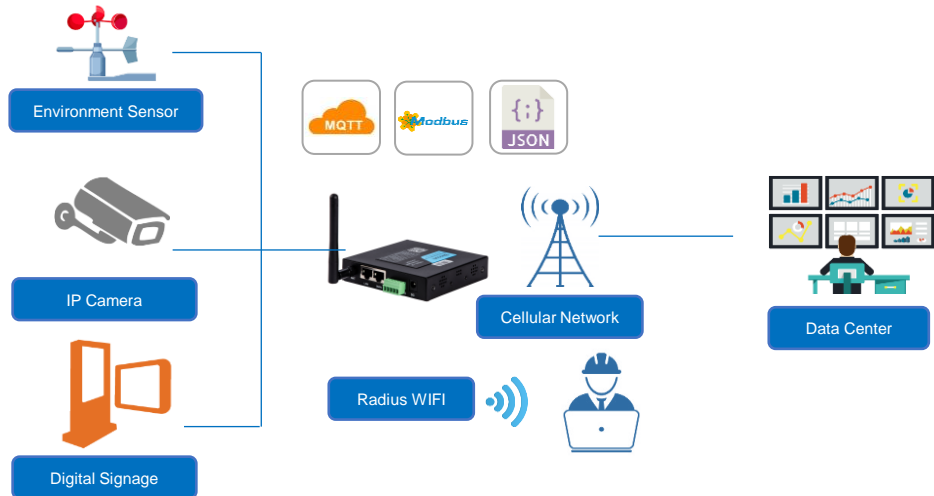 Environment Sensor
MQTT
Modbus
{;}
JSON
IP Camera
Cellular Network
Data Center
Radius WIFI
Digital Signage